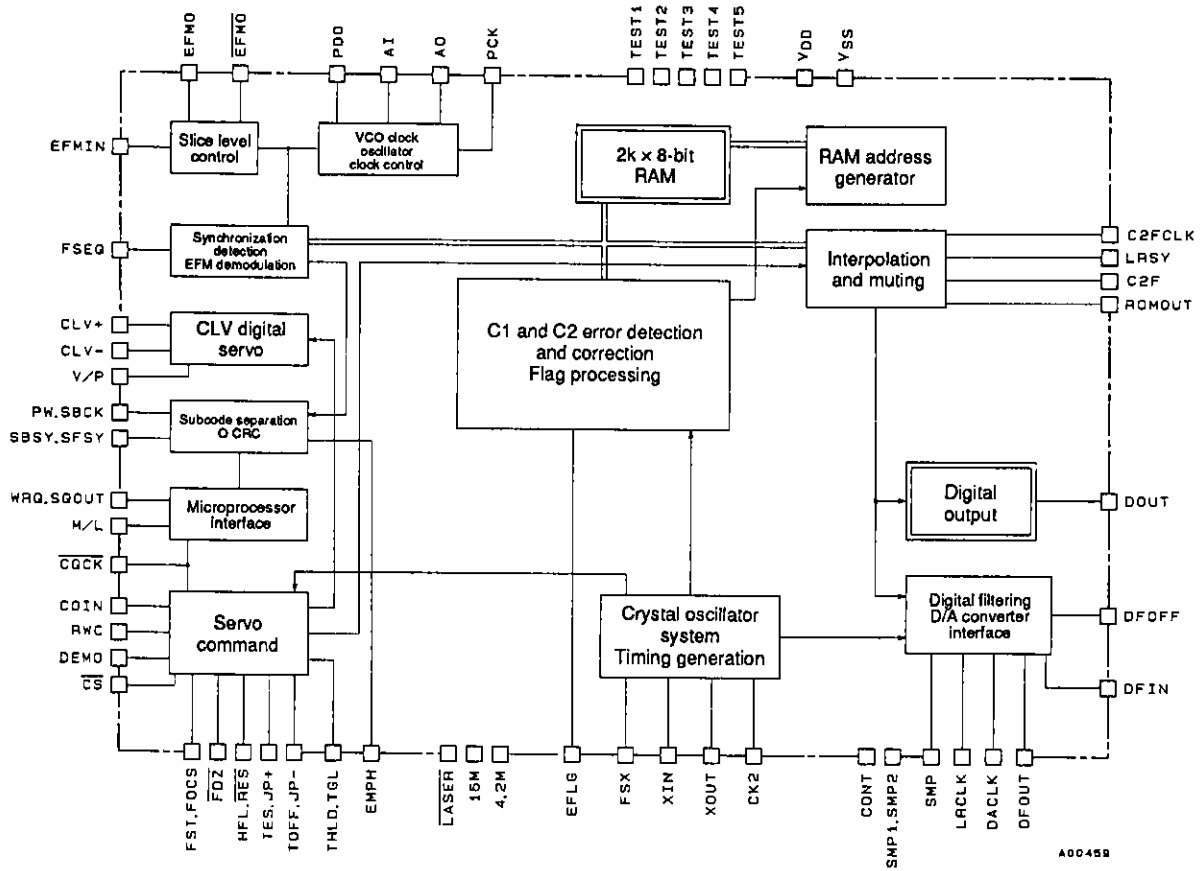 EFMO
EFMO
PDO
AI
AO
PCK
TEST1
TEST2
TEST3
TEST4
TEST5
VDD
VSS
EFMIN
Slice level
control
VCO clock
oscillator
clock control
2k × 8-bit
RAM
RAM address
generator
FSEQ
Synchronization
detection
EFM demodulation
Interpolation
and muting
C2FCLK
LRSY
C2F
ROMOUT
CLV+
CLV-
V/P
CLV digital
servo
C1 and C2 error detection
and correction
Flag processing
PW.SBCK
SBSY.SFSY
Subcode separation
Q CRC
WRQ.SQOUT
M/L
Microprocessor
interface
Digital
output
DOUT
CQCK
COIN
RWC
DEMO
CS
Servo
command
Crystal oscillator
system
Timing generation
Digital filtering
D/A converter
interface
DFOFF
DFIN
FST.FOCS
FDZ
HFL.RES
TES.JP+
TOFF.JP-
THLD.TGL
EMPH
LASER
16M
4.2M
EFLG
FSX
XIN
XOUT
CK2
CONT
SMP1.SMP2
SMP
LRCLK
DACLK
DFOUT
A00459